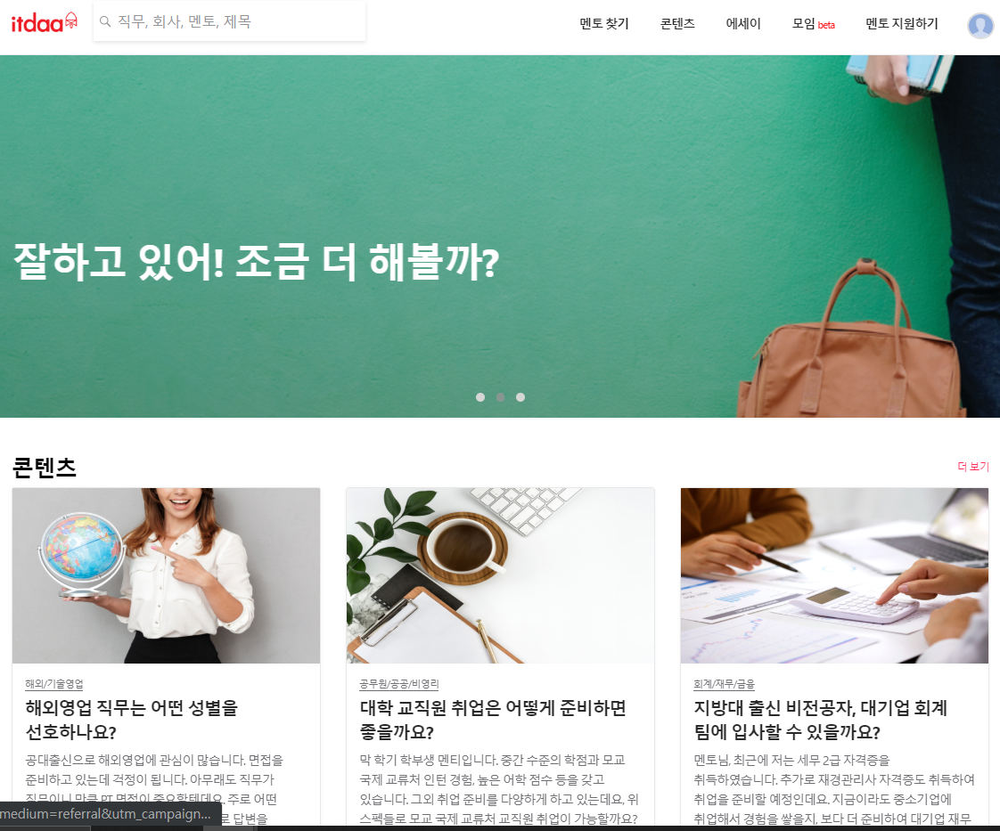 itdaa
직무, 회사, 멘토, 제목
멘토 찾기
콘텐츠
에세이
모임 beta
멘토 지원하기
잘하고 있어! 조금 더 해볼까?
콘텐츠
더 보기
해외/기술영업
해외영업 직무는 어떤 성별을
선호하나요?
공대출신으로 해외영업에 관심이 많습니다. 면접을
준비하고 있는데 걱정이 됩니다. 아무래도 직무가
직무이니 만큼 PT 면접이 중요할텐데요. 주로 어떤
로 답변을
공무원/공공/비영리
대학 교직원 취업은 어떻게 준비하면
좋을까요?
막 학기 학부생 멘티입니다. 중간 수준의 학점과 모교
국제 교류처 인턴 경험, 높은 어학 점수 등을 갖고
있습니다. 그외 취업 준비를 다양하게 하고 있는데요, 위
스펙들로 모교 국제 교류처 교직원 취업이 가능할까요?
회계/재무/금융
지방대 출신 비전공자, 대기업 회계
팀에 입사할 수 있을까요?
멘토님, 최근에 저는 세무 2급 자격증을
취득하였습니다. 추가로 재경관리사 자격증도 취득하여
취업을 준비할 예정인데요. 지금이라도 중소기업에
취업해서 경험을 쌓을지, 보다 더 준비하여 대기업 재무
medium=referral&utm_campaign...